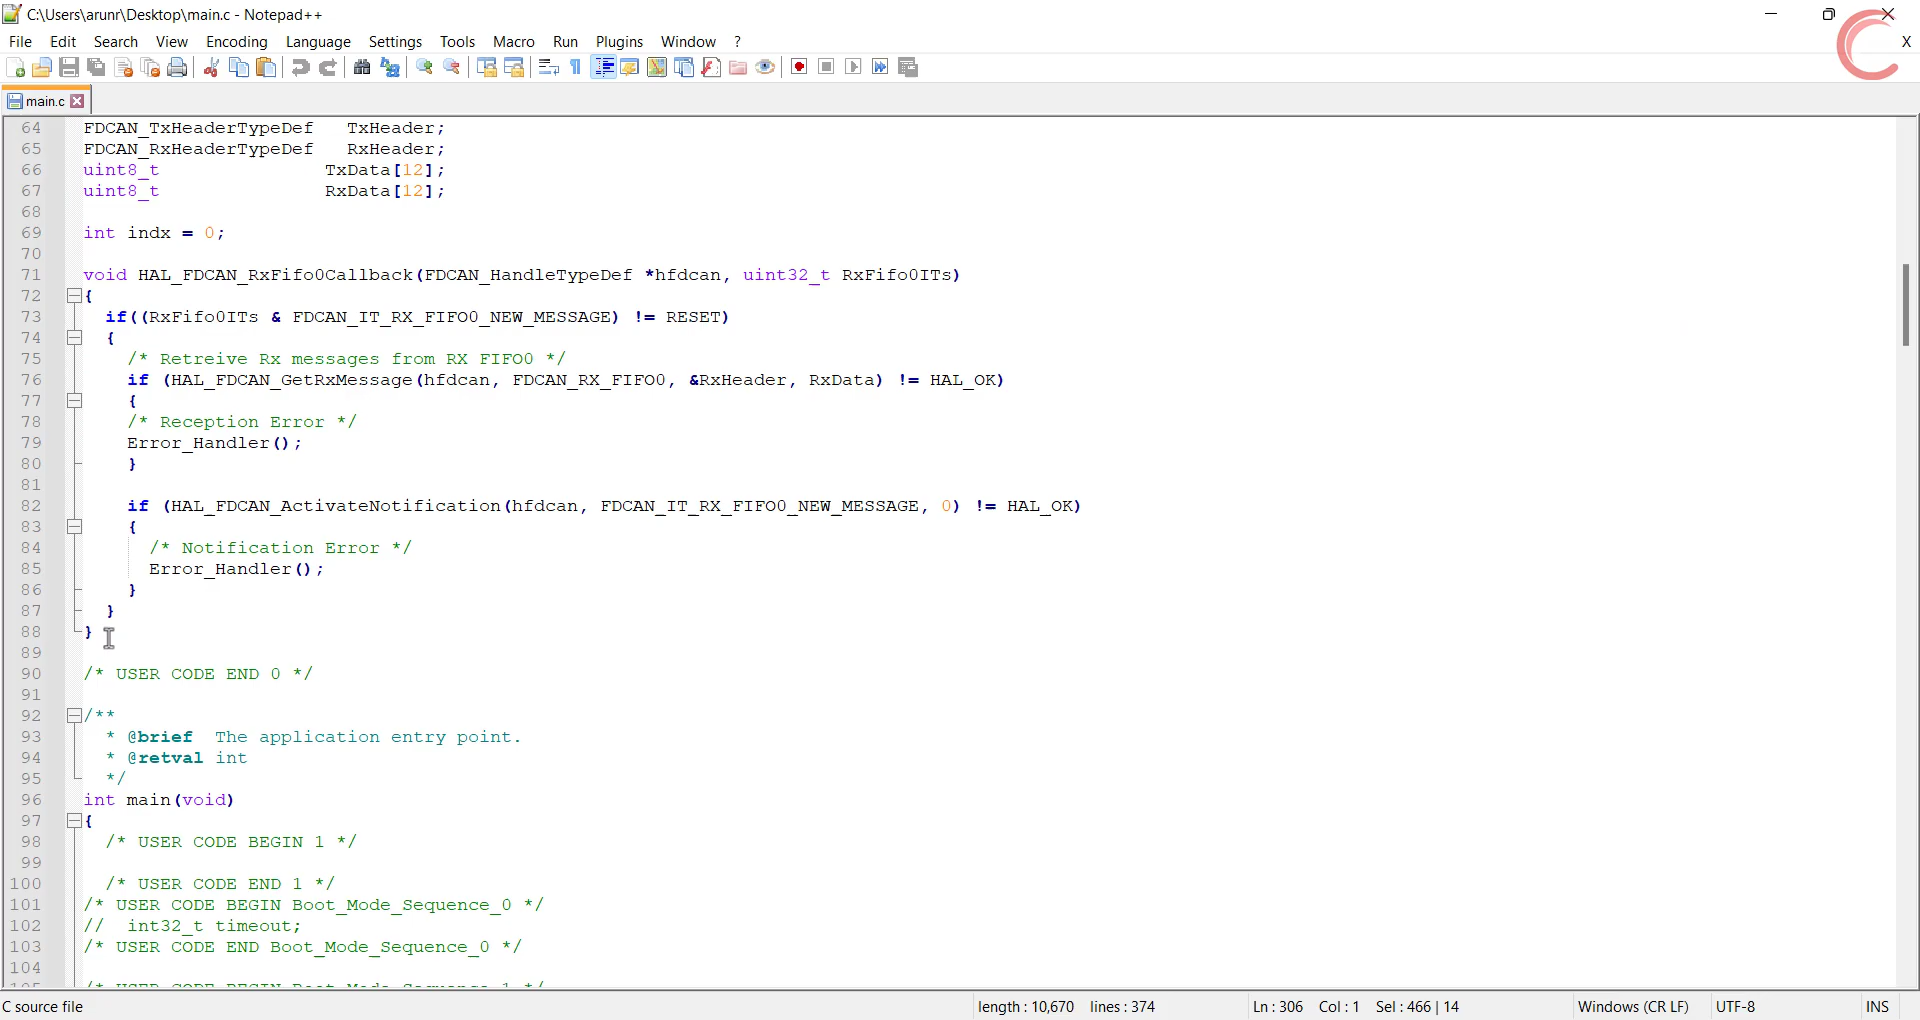 C:\Users\arunr\Desktop\main.c - Notepad++
File Edit Search View Encoding Language Settings Tools Macro Run Plugins Window ?
X
main.c
64 FDCAN_TxHeaderTypeDef   TxHeader;
65 FDCAN_RxHeaderTypeDef   RxHeader;
66 uint8_t               TxData[12];
67 uint8_t               RxData[12];
68
69 int indx = 0;
70
71 void HAL_FDCAN_RxFifo0Callback(FDCAN_HandleTypeDef *hfdcan, uint32_t RxFifo0ITs)
72 {
73   if((RxFifo0ITs & FDCAN_IT_RX_FIFO0_NEW_MESSAGE) != RESET)
74   {
75     /* Retreive Rx messages from RX FIFO0 */
76     if (HAL_FDCAN_GetRxMessage(hfdcan, FDCAN_RX_FIFO0, &RxHeader, RxData) != HAL_OK)
77     {
78     /* Reception Error */
79     Error_Handler();
80     }
81
82     if (HAL_FDCAN_ActivateNotification(hfdcan, FDCAN_IT_RX_FIFO0_NEW_MESSAGE, 0) != HAL_OK)
83     {
84       /* Notification Error */
85       Error_Handler();
86     }
87   }
88 }
89
90 /* USER CODE END 0 */
91
92 /**
93   * @brief  The application entry point.
94   * @retval int
95   */
96 int main(void)
97 {
98   /* USER CODE BEGIN 1 */
99
100   /* USER CODE END 1 */
101 /* USER CODE BEGIN Boot_Mode_Sequence_0 */
102 //  int32_t timeout;
103 /* USER CODE END Boot_Mode_Sequence_0 */
104
105 /* USER CODE BEGIN Boot_Mode_Sequence_1 */
C source file length : 10,670 lines : 374 Ln : 306 Col : 1 Sel : 466 | 14 Windows (CR LF) UTF-8 INS